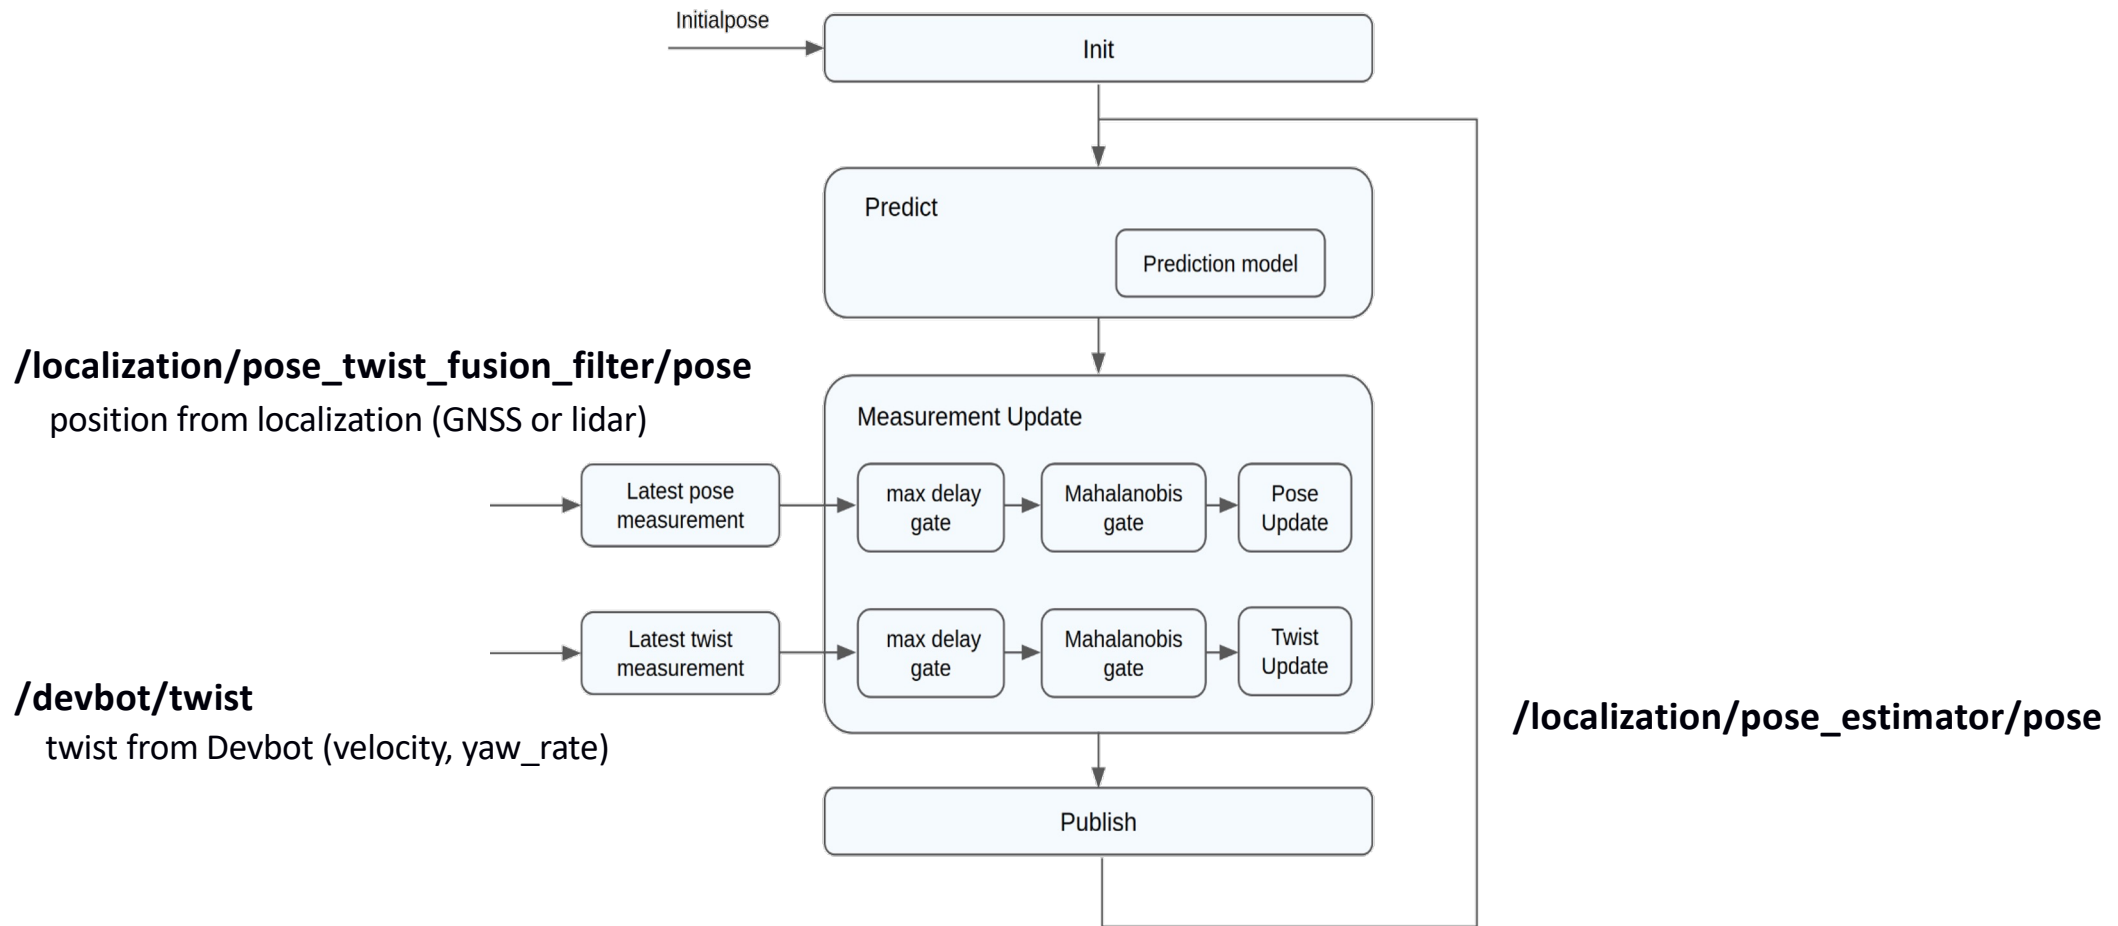 Initialpose
Init
Predict
Prediction model
/localization/pose_twist_fusion_filter/pose
position from localization (GNSS or lidar)
Measurement Update
Latest pose
measurement
max delay
gate
Mahalanobis
gate
Pose
Update
Latest twist
measurement
max delay
gate
Mahalanobis
gate
Twist
Update
/devbot/twist
twist from Devbot (velocity, yaw_rate)
/localization/pose_estimator/pose
Publish